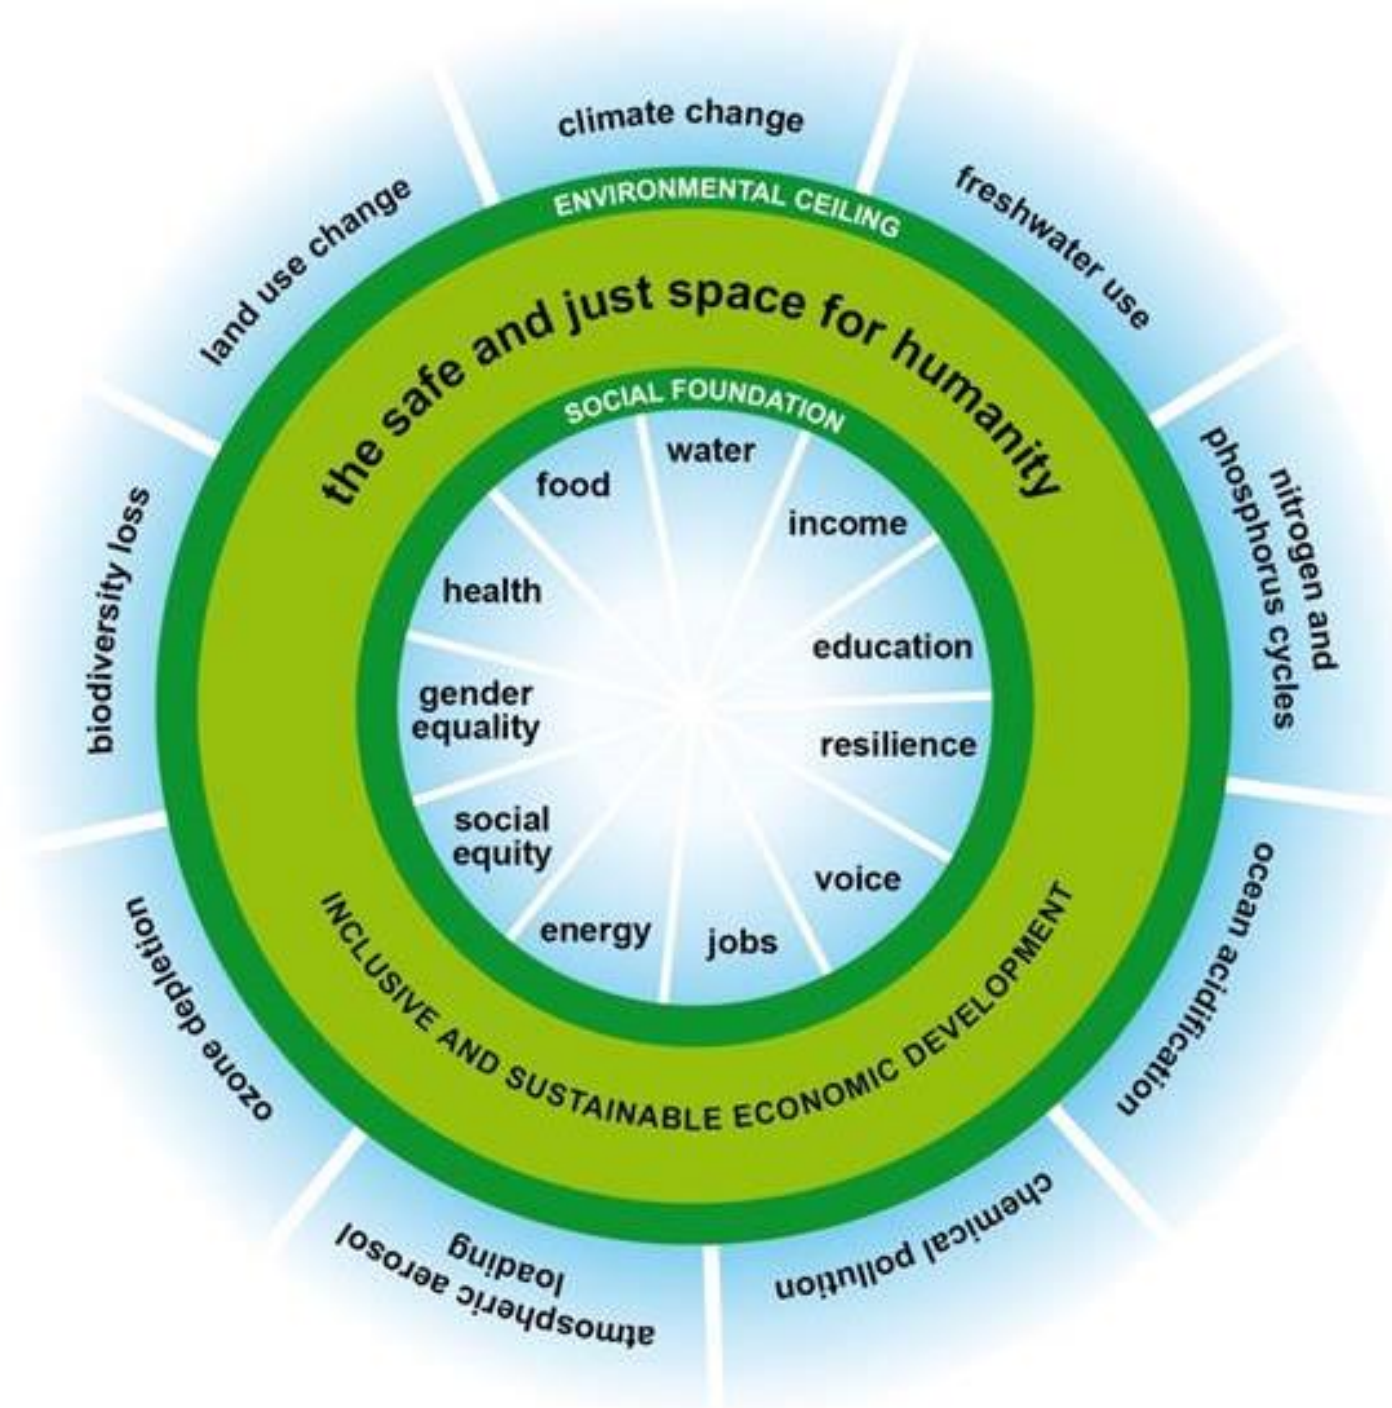 climate change
freshwater use
nitrogen and
phosphorus cycles
ocean acidification
chemical pollution
atmospheric aerosol
loading
ozone depletion
biodiversity loss
land use change
ENVIRONMENTAL CEILING
the safe and just space for humanity
SOCIAL FOUNDATION
water
income
education
resilience
voice
jobs
energy
social
equity
gender
equality
health
food
INCLUSIVE AND SUSTAINABLE ECONOMIC DEVELOPMENT